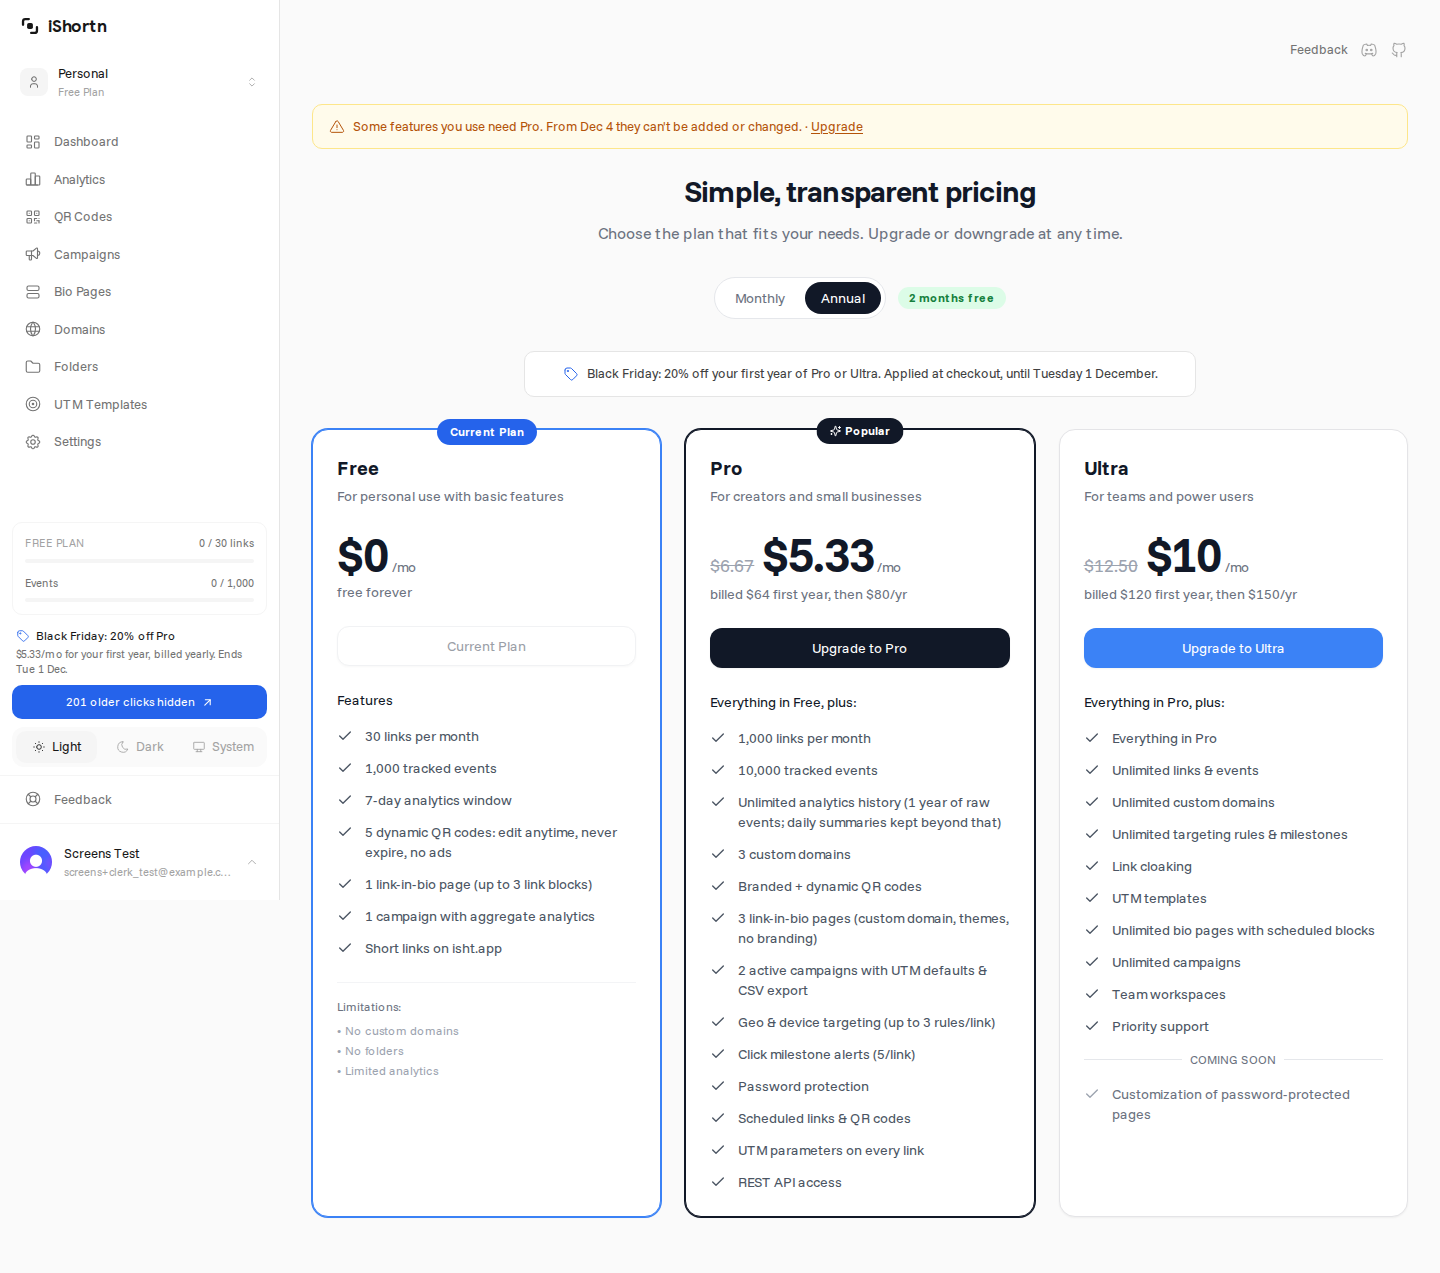 iShortn
Personal
Free Plan
Dashboard
Analytics
QR Codes
Campaigns
Bio Pages
Domains
Folders
UTM Templates
Settings
FREE PLAN 0 / 30 links
Events 0 / 1,000
Black Friday: 20% off Pro
$5.33/mo for your first year, billed yearly. Ends
Tue 1 Dec.
201 older clicks hidden
Light Dark System
Feedback
Screens Test
screens+clerk_test@example.c...
Feedback
Some features you use need Pro. From Dec 4 they can't be added or changed. · Upgrade
Simple, transparent pricing
Choose the plan that fits your needs. Upgrade or downgrade at any time.
Monthly Annual 2 months free
Black Friday: 20% off your first year of Pro or Ultra. Applied at checkout, until Tuesday 1 December.
Current Plan
Free
For personal use with basic features
$0 /mo
free forever
Current Plan
Features
30 links per month
1,000 tracked events
7-day analytics window
5 dynamic QR codes: edit anytime, never
expire, no ads
1 link-in-bio page (up to 3 link blocks)
1 campaign with aggregate analytics
Short links on isht.app
Limitations:
• No custom domains
• No folders
• Limited analytics
Popular
Pro
For creators and small businesses
$6.67 $5.33 /mo
billed $64 first year, then $80/yr
Upgrade to Pro
Everything in Free, plus:
1,000 links per month
10,000 tracked events
Unlimited analytics history (1 year of raw
events; daily summaries kept beyond that)
3 custom domains
Branded + dynamic QR codes
3 link-in-bio pages (custom domain, themes,
no branding)
2 active campaigns with UTM defaults &
CSV export
Geo & device targeting (up to 3 rules/link)
Click milestone alerts (5/link)
Password protection
Scheduled links & QR codes
UTM parameters on every link
REST API access
Ultra
For teams and power users
$12.50 $10 /mo
billed $120 first year, then $150/yr
Upgrade to Ultra
Everything in Pro, plus:
Everything in Pro
Unlimited links & events
Unlimited custom domains
Unlimited targeting rules & milestones
Link cloaking
UTM templates
Unlimited bio pages with scheduled blocks
Unlimited campaigns
Team workspaces
Priority support
COMING SOON
Customization of password-protected
pages